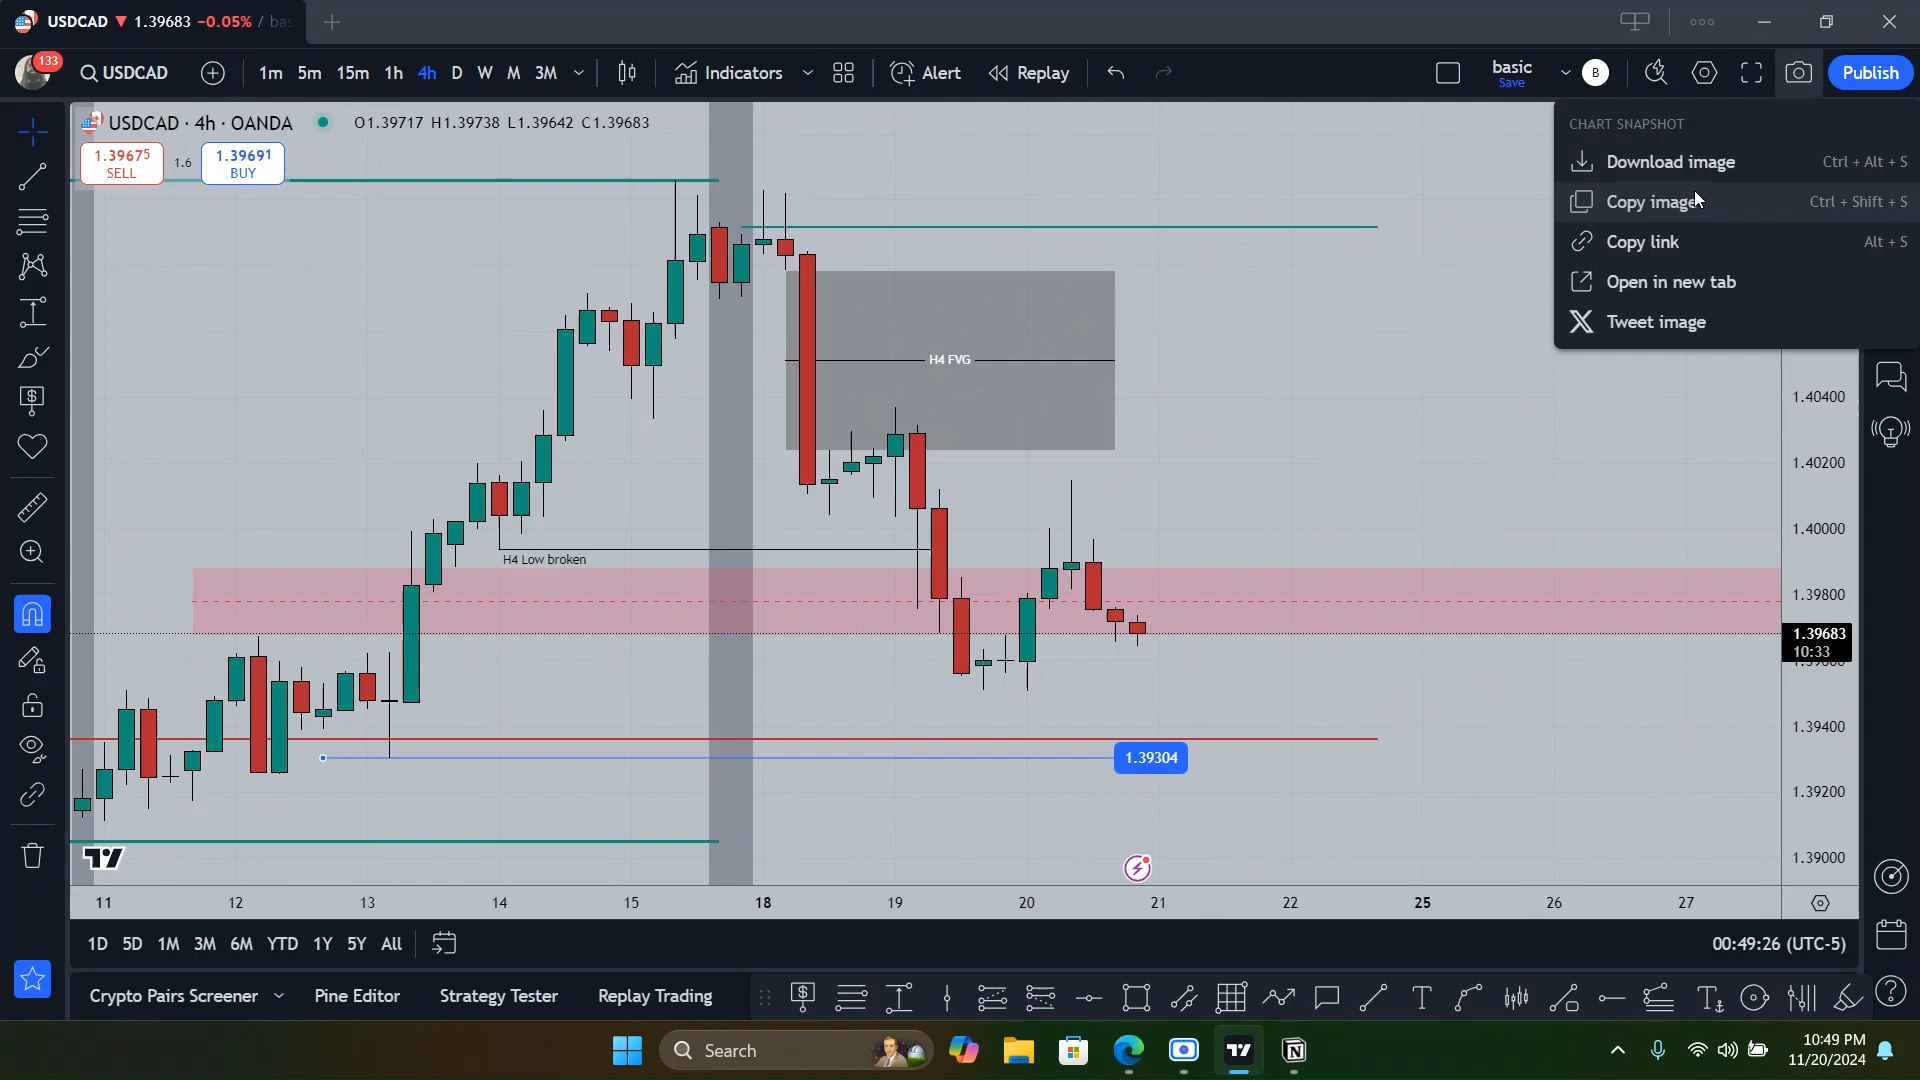 USDCAD ▼ 1.39683 −0.05% / bas
133
USDCAD 1m 5m 15m 1h 4h D W M 3M Indicators Alert Replay basic B Publish
Save
USDCAD · 4h · OANDA O1.39717 H1.39738 L1.39642 C1.39683
1.39675 1.6 1.39691
SELL BUY
CHART SNAPSHOT
Download image Ctrl + Alt + S
Copy image Ctrl + Shift + S
Copy link Alt + S
Open in new tab
Tweet image
H4 FVG
1.40400
1.40200
1.40000
H4 Low broken
1.39800
1.39683
10:33
1.39600
1.39400
1.39304
1.39200
1.39000
11 12 13 14 15 18 19 20 21 22 25 26 27
1D 5D 1M 3M 6M YTD 1Y 5Y All 00:49:26 (UTC-5)
Crypto Pairs Screener Pine Editor Strategy Tester Replay Trading
Search
10:49 PM
11/20/2024